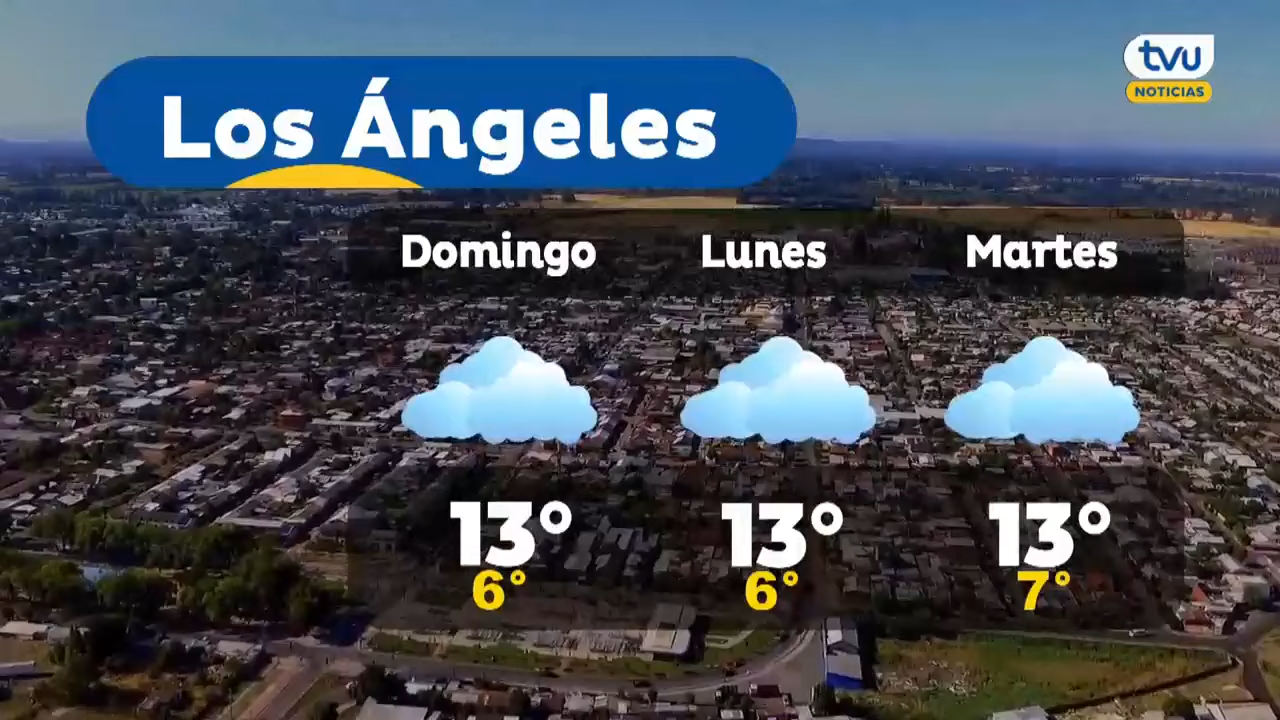 tvu
NOTICIAS
Los Ángeles
Domingo Lunes Martes
13° 13° 13°
6° 6° 7°